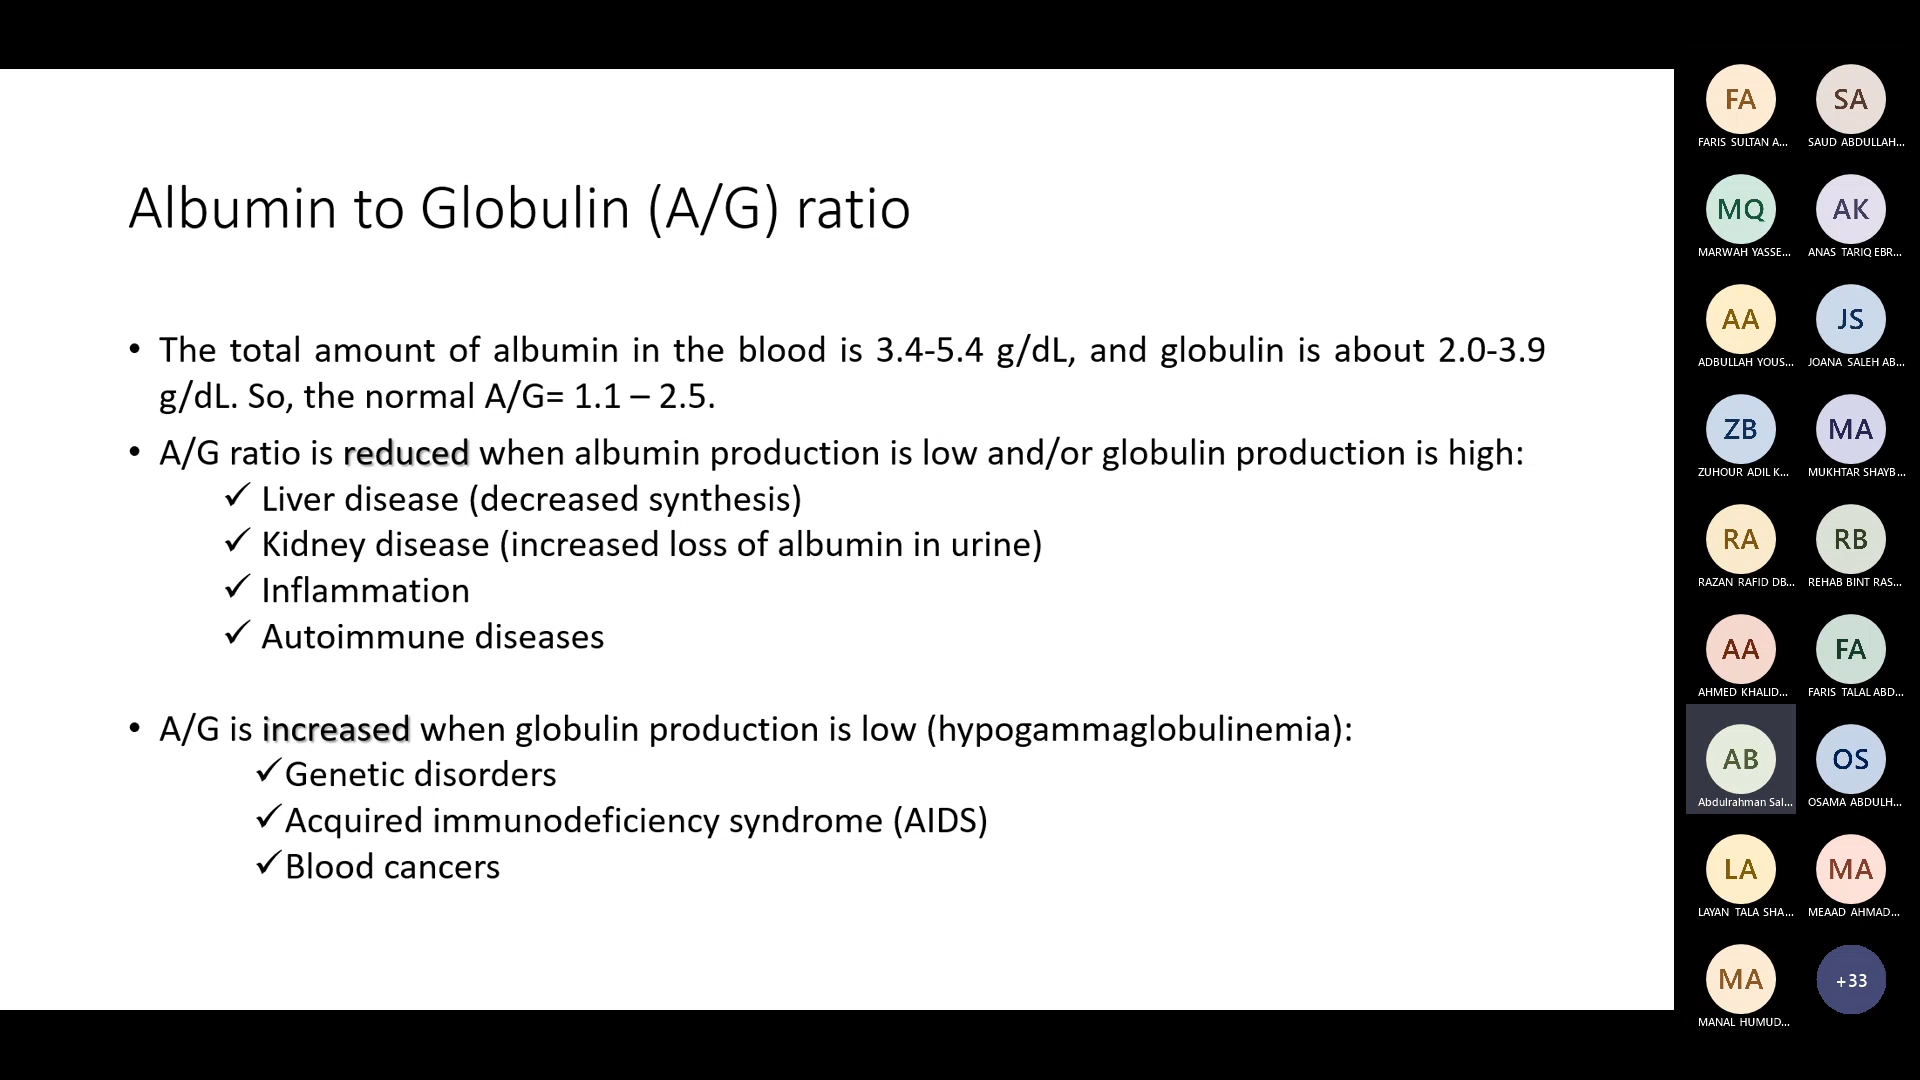 Albumin to Globulin (A/G) ratio
• The total amount of albumin in the blood is 3.4-5.4 g/dL, and globulin is about 2.0-3.9
g/dL. So, the normal A/G= 1.1 – 2.5.
• A/G ratio is reduced when albumin production is low and/or globulin production is high:
✓ Liver disease (decreased synthesis)
✓ Kidney disease (increased loss of albumin in urine)
✓ Inflammation
✓ Autoimmune diseases
• A/G is increased when globulin production is low (hypogammaglobulinemia):
✓Genetic disorders
✓Acquired immunodeficiency syndrome (AIDS)
✓Blood cancers
FA SA
FARIS SULTAN A... SAUD ABDULLAH...
MQ AK
MARWAH YASSE... ANAS TARIQ EBR...
AA JS
ADBULLAH YOUS... JOANA SALEH AB...
ZB MA
ZUHOUR ADIL K... MUKHTAR SHAYB...
RA RB
RAZAN RAFID DB... REHAB BINT RAS...
AA FA
AHMED KHALID... FARIS TALAL ABD...
AB OS
Abdulrahman Sal... OSAMA ABDULH...
LA MA
LAYAN TALA SHA... MEAAD AHMAD...
MA +33
MANAL HUMUD...